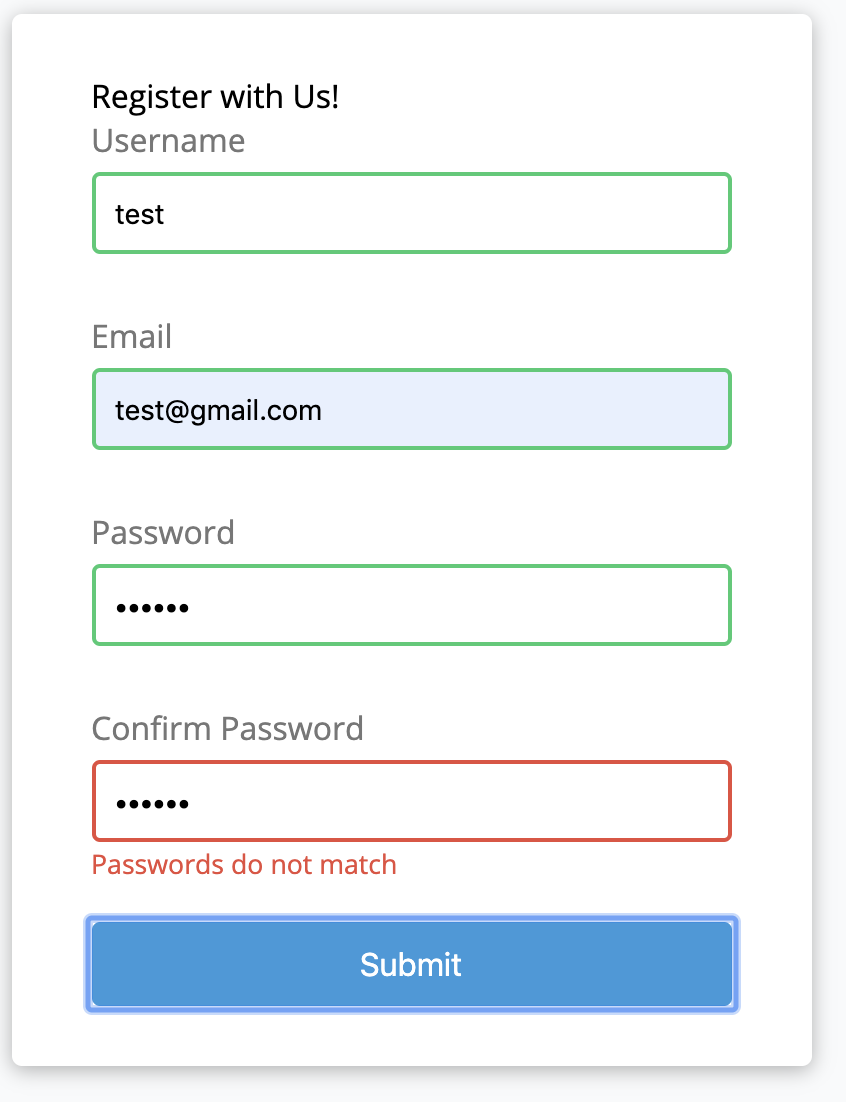 Register with Us!
Username
test
Email
test@gmail.com
Password
••••••
Confirm Password
••••••
Passwords do not match
Submit